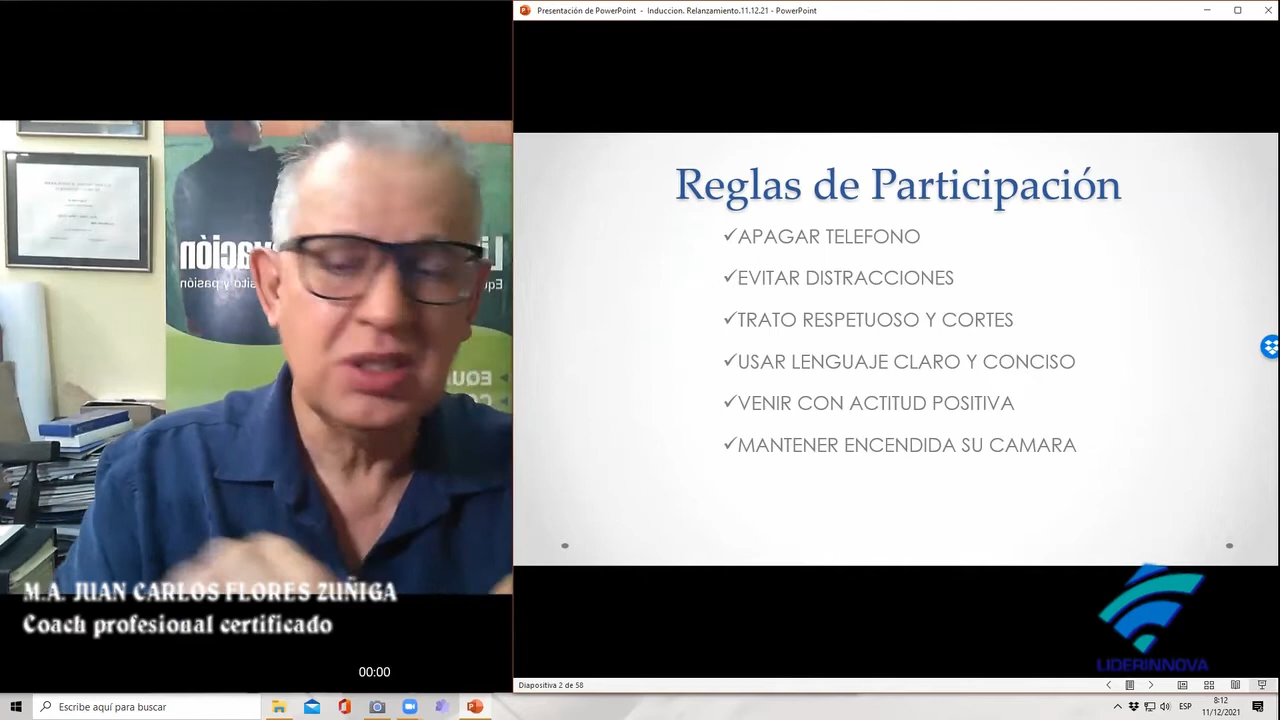 Presentación de PowerPoint - Induccion. Relanzamiento.11.12.21 - PowerPoint
Reglas de Participación
✓APAGAR TELEFONO
✓EVITAR DISTRACCIONES
✓TRATO RESPETUOSO Y CORTES
✓USAR LENGUAJE CLARO Y CONCISO
✓VENIR CON ACTITUD POSITIVA
✓MANTENER ENCENDIDA SU CAMARA
M.A. JUAN CARLOS FLORES ZUÑIGA
Coach profesional certificado
LIDERINNOVA
00:00
Diapositiva 2 de 58
Escribe aquí para buscar
ESP
8:12
11/12/2021